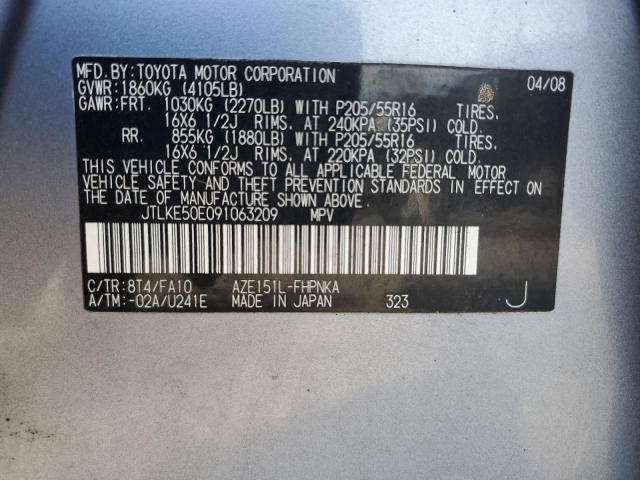 MFD.BY:TOYOTA MOTOR CORPORATION 04/08
GVWR:1860KG (4105LB)
GAWR:FRT. 1030KG (2270LB) WITH P205/55R16 TIRES.
16X6 1/2J RIMS. AT 240KPA (35PSI) COLD.
RR. 855KG (1880LB) WITH P205/55R16 TIRES.
16X6 1/2J RIMS. AT 220KPA (32PSI) COLD.
THIS VEHICLE CONFORMS TO ALL APPLICABLE FEDERAL MOTOR
VEHICLE SAFETY AND THEFT PREVENTION STANDARDS IN EFFECT ON
THE DATE OF MANUFACTURE SHOWN ABOVE.
JTLKE50E091063209 MPV
C/TR:8T4/FA10 AZE151L-FHPNKA
A/TM:-02A/U241E MADE IN JAPAN 323 J